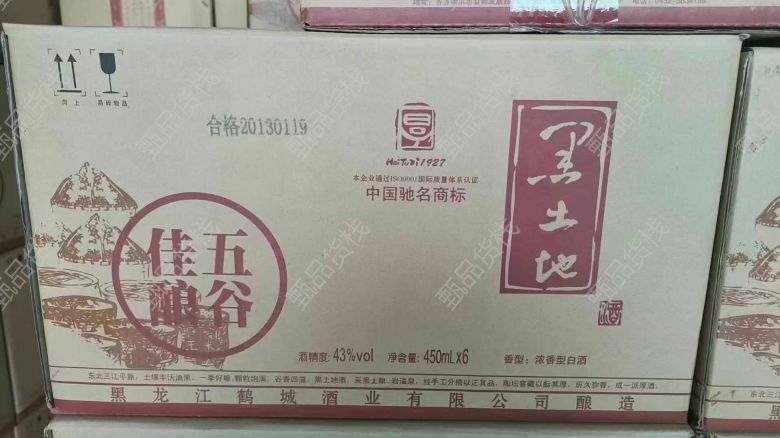 向上
易碎物品
合格20130119
HeiTuDi1927
本企业通过ISO9001国际质量体系认证
中国驰名商标
黑土地
酒
五谷
佳酿
酒精度: 43%vol
净含量: 450mLx6
香型: 浓香型白酒
黑龙江鹤城酒业有限公司酿造
甄品货栈